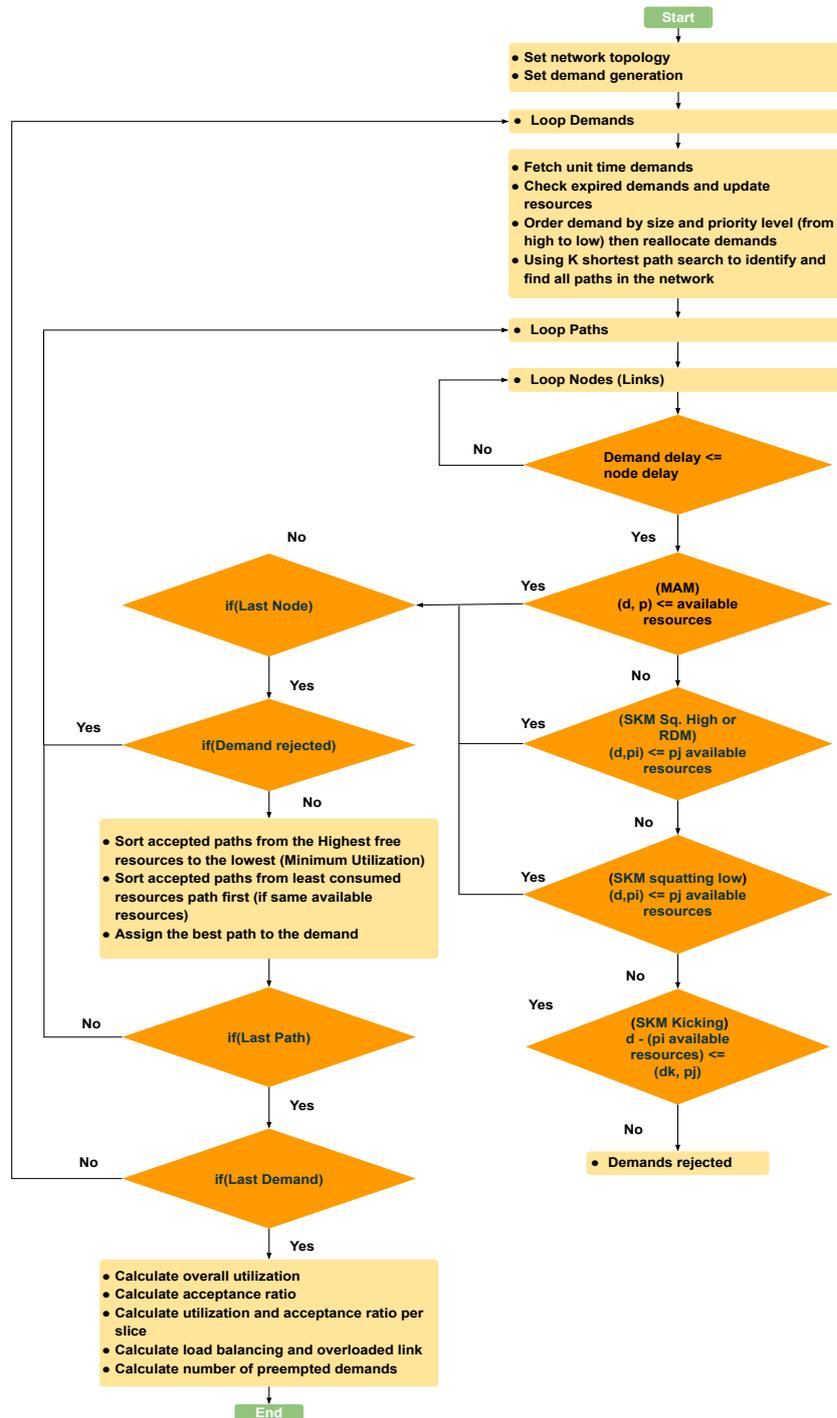 Start
● Set network topology
● Set demand generation
● Loop Demands
● Fetch unit time demands
● Check expired demands and update
resources
● Order demand by size and priority level (from
high to low) then reallocate demands
● Using K shortest path search to identify and
find all paths in the network
● Loop Paths
● Loop Nodes (Links)
No
Demand delay <=
node delay
Yes
No
if(Last Node)
Yes
(MAM)
(d, p) <= available
resources
Yes
No
Yes
if(Demand rejected)
Yes
(SKM Sq. High or
RDM)
(d,pi) <= pj available
resources
No
No
● Sort accepted paths from the Highest free
resources to the lowest (Minimum Utilization)
● Sort accepted paths from least consumed
resources path first (if same available
resources)
● Assign the best path to the demand
Yes
(SKM squatting low)
(d,pi) <= pj available
resources
No
Yes
No
if(Last Path)
(SKM Kicking)
d - (pi available
resources) <=
(dk, pj)
Yes
No
● Demands rejected
No
if(Last Demand)
Yes
● Calculate overall utilization
● Calculate acceptance ratio
● Calculate utilization and acceptance ratio per
slice
● Calculate load balancing and overloaded link
● Calculate number of preempted demands
End